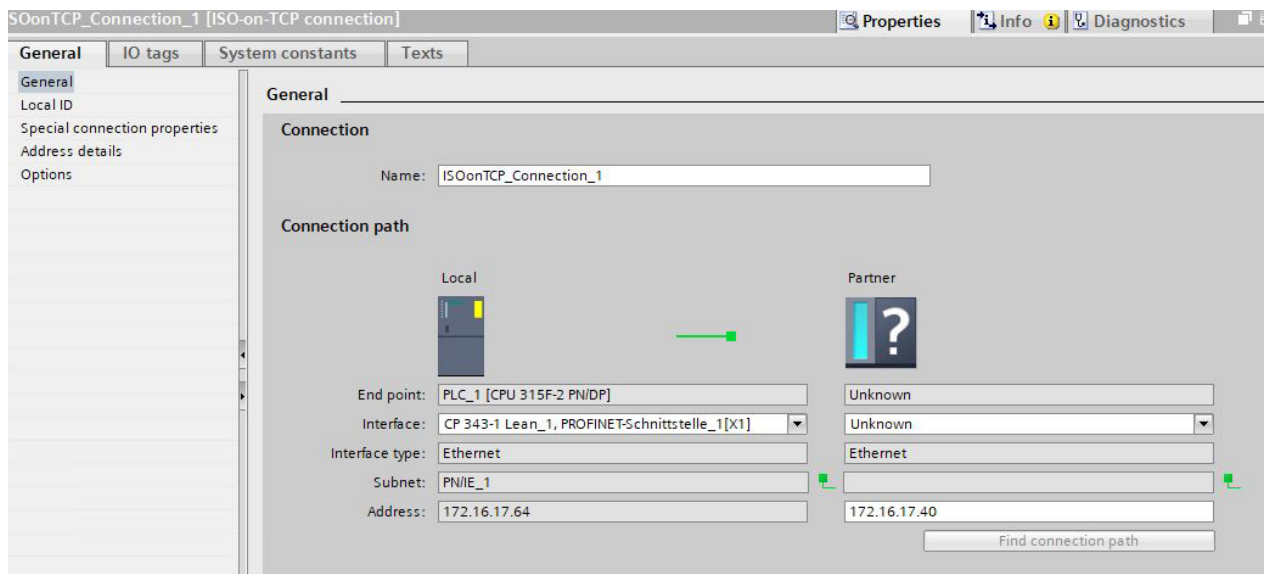 SOonTCP_Connection_1 [ISO-on-TCP connection]
Properties
Info
Diagnostics
General
IO tags
System constants
Texts
General
Local ID
Special connection properties
Address details
Options
General
Connection
Name: ISOonTCP_Connection_1
Connection path
Local Partner
?
End point: PLC_1 [CPU 315F-2 PN/DP] Unknown
Interface: CP 343-1 Lean_1, PROFINET-Schnittstelle_1[X1] Unknown
Interface type: Ethernet Ethernet
Subnet: PN/IE_1
Address: 172.16.17.64 172.16.17.40
Find connection path